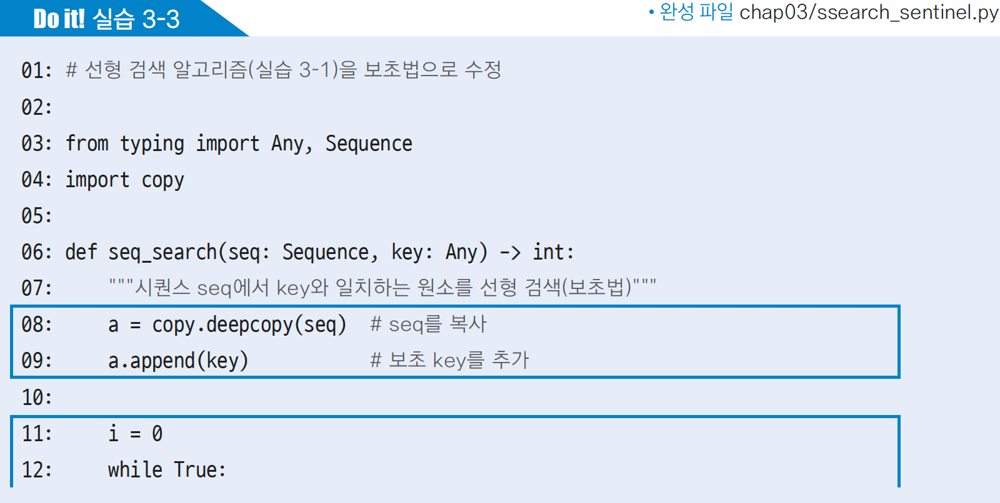 Do it! 실습 3-3
• 완성 파일 chap03/ssearch_sentinel.py
01: # 선형 검색 알고리즘(실습 3-1)을 보초법으로 수정
02:
03: from typing import Any, Sequence
04: import copy
05:
06: def seq_search(seq: Sequence, key: Any) -> int:
07:     """시퀀스 seq에서 key와 일치하는 원소를 선형 검색(보초법)"""
08:     a = copy.deepcopy(seq)  # seq를 복사
09:     a.append(key)           # 보초 key를 추가
10:
11:     i = 0
12:     while True: